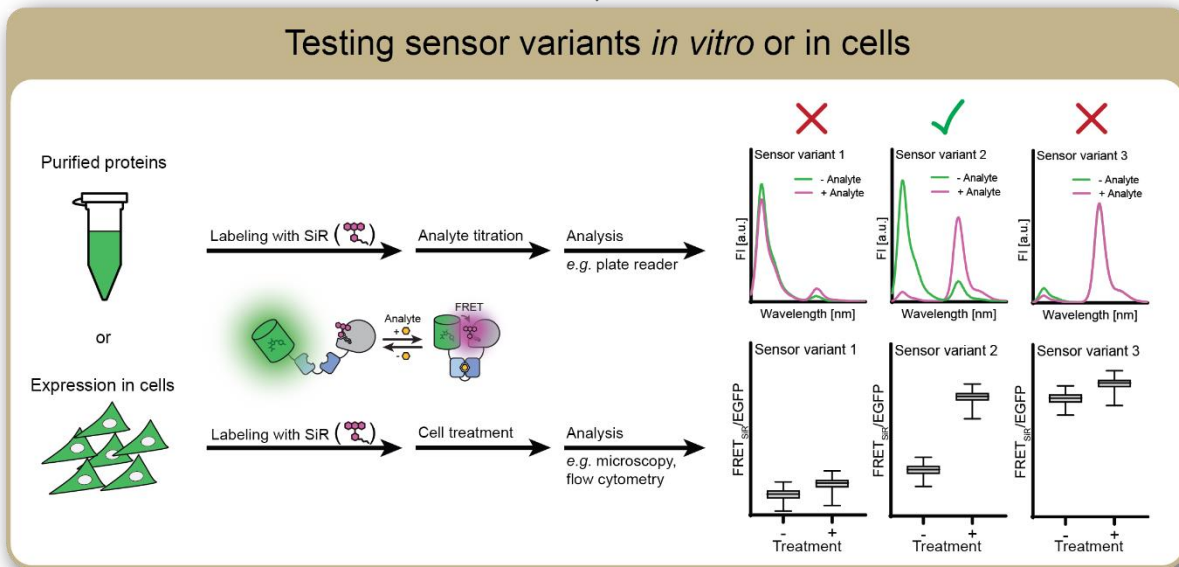 Testing sensor variants in vitro or in cells
Purified proteins
or
Expression in cells
Labeling with SiR (
)
Analyte titration
Analysis
e.g. plate reader
Analyte
+
-
FRET
Labeling with SiR (
)
Cell treatment
Analysis
e.g. microscopy,
flow cytometry
Sensor variant 1
- Analyte
+ Analyte
FI [a.u.]
Wavelength [nm]
Sensor variant 2
- Analyte
+ Analyte
FI [a.u.]
Wavelength [nm]
Sensor variant 3
- Analyte
+ Analyte
FI [a.u.]
Wavelength [nm]
Sensor variant 1
FRETSiR/EGFP
- +
Treatment
Sensor variant 2
FRETSiR/EGFP
- +
Treatment
Sensor variant 3
FRETSiR/EGFP
- +
Treatment